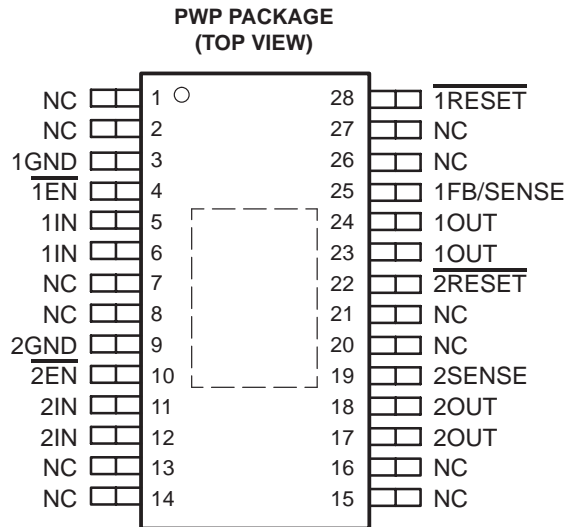 PWP PACKAGE
(TOP VIEW)
NC 1 28 1RESET
NC 2 27 NC
1GND 3 26 NC
1EN 4 25 1FB/SENSE
1IN 5 24 1OUT
1IN 6 23 1OUT
NC 7 22 2RESET
NC 8 21 NC
2GND 9 20 NC
2EN 10 19 2SENSE
2IN 11 18 2OUT
2IN 12 17 2OUT
NC 13 16 NC
NC 14 15 NC